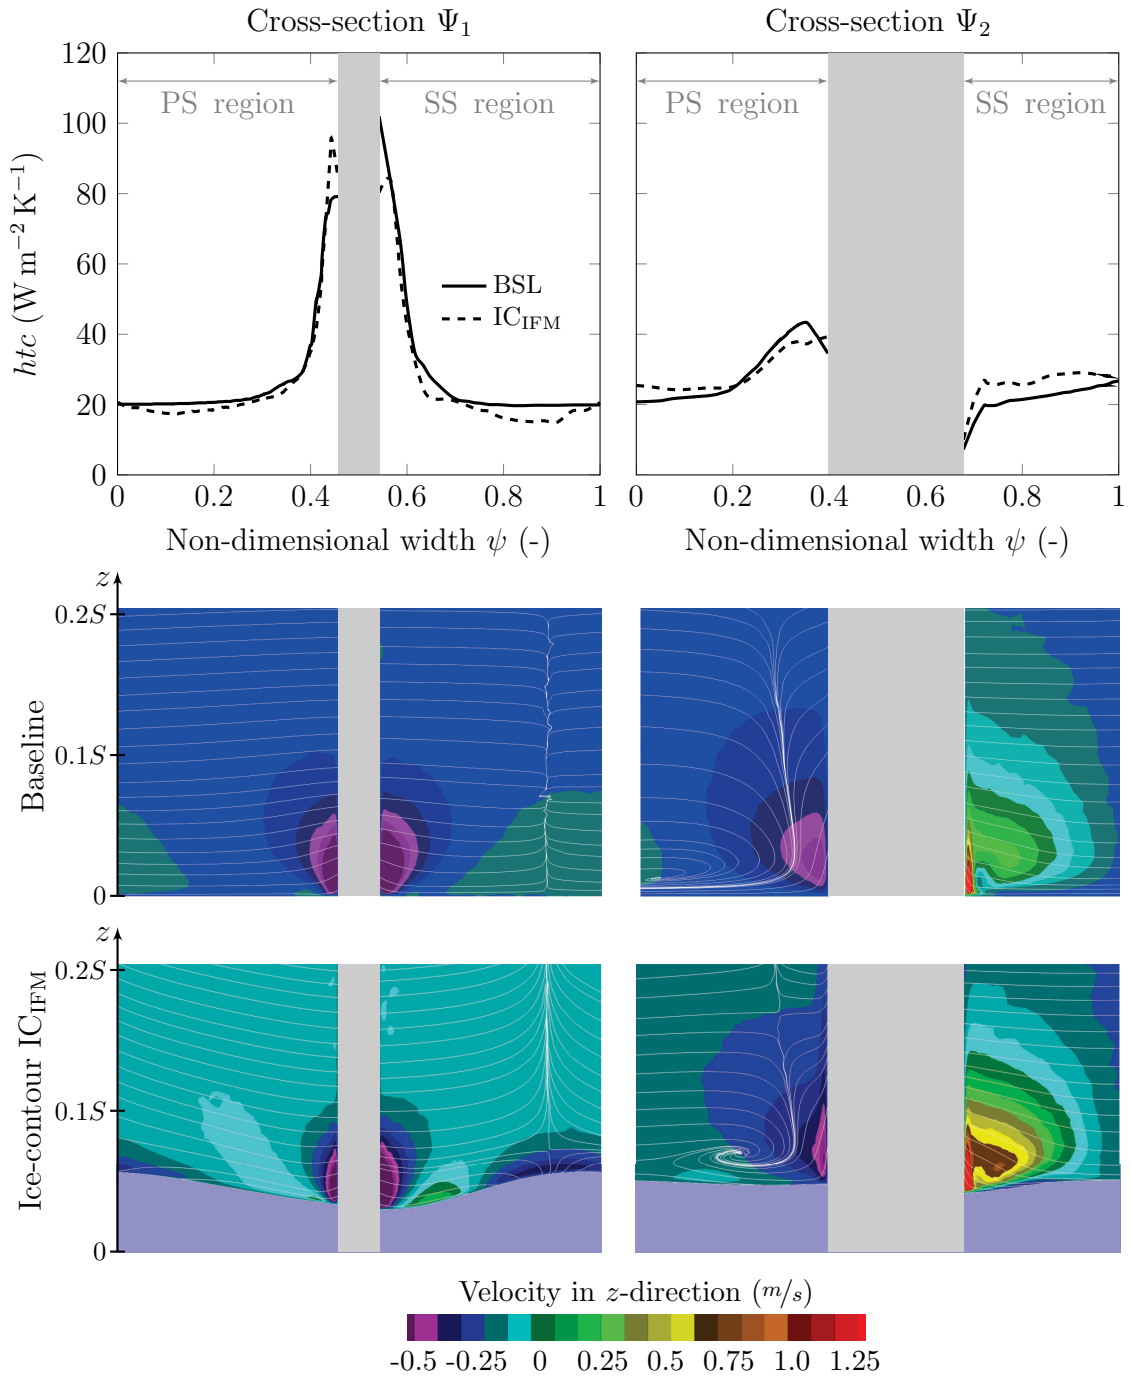 Cross-section Ψ₁ Cross-section Ψ₂
120
PS region SS region PS region SS region
100
80
60
40
20
0
htc (W m⁻² K⁻¹)
BSL
IC_IFM
0 0.2 0.4 0.6 0.8 1 0 0.2 0.4 0.6 0.8 1
Non-dimensional width ψ (-) Non-dimensional width ψ (-)
z
0.2S
0.1S
0
Baseline
z
0.2S
0.1S
0
Ice-contour IC_IFM
Velocity in z-direction (m/s)
-0.5 -0.25 0 0.25 0.5 0.75 1.0 1.25